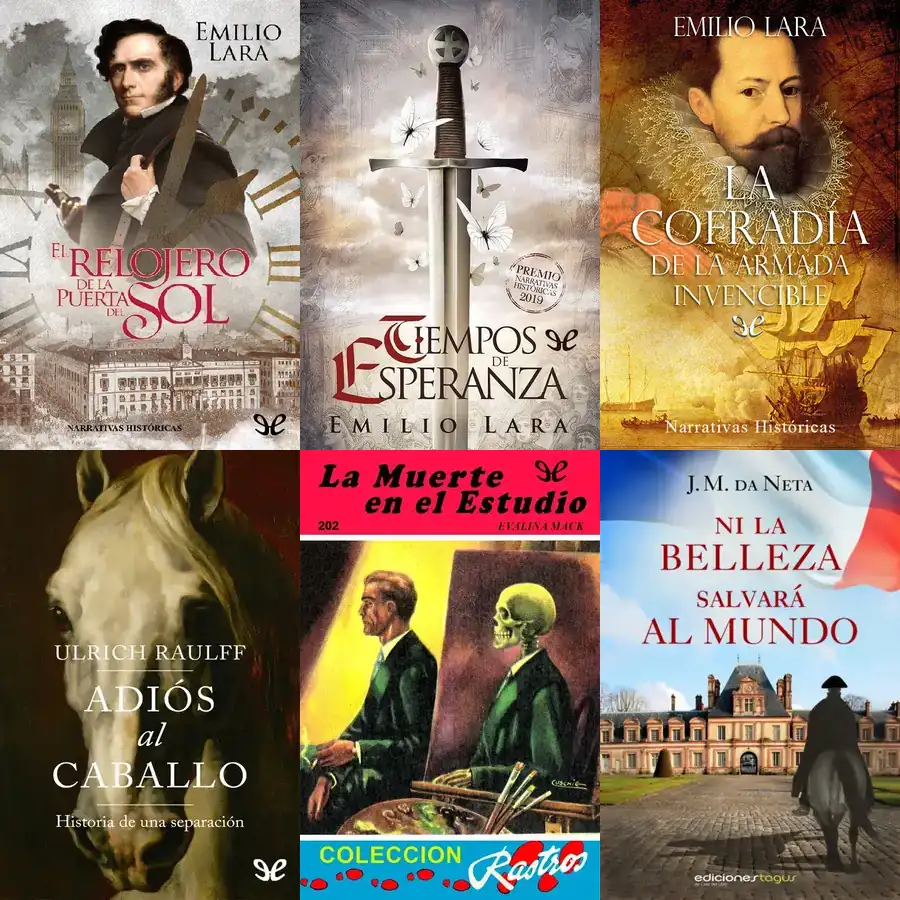 EMILIO
LARA
EL RELOJERO
DE LA
PUERTA
DEL SOL
NARRATIVAS HISTÓRICAS
PREMIO
NARRATIVAS
HISTÓRICAS
2019
TIEMPOS
DE
ESPERANZA
EMILIO LARA
EMILIO LARA
LA
COFRADÍA
DE LA ARMADA
INVENCIBLE
Narrativas Históricas
ULRICH RAULFF
ADIÓS
al
CABALLO
Historia de una separación
La Muerte
en el Estudio
202
EVALINA MACK
COLECCION
Rastros
J. M. DA NETA
NI LA
BELLEZA
SALVARÁ
AL MUNDO
edicionestagus